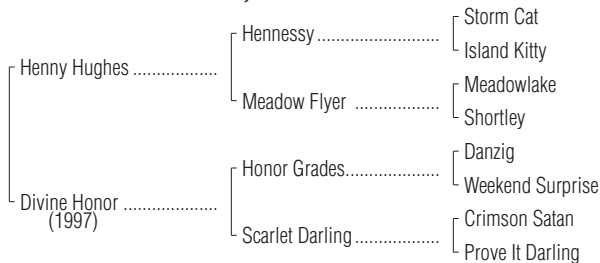 Storm Cat
Hennessy ........................
Island Kitty
Henny Hughes ................
Meadowlake
Meadow Flyer ................
Shortley
Danzig
Honor Grades..................
Weekend Surprise
Divine Honor ..................
(1997)
Crimson Satan
Scarlet Darling ................
Prove It Darling